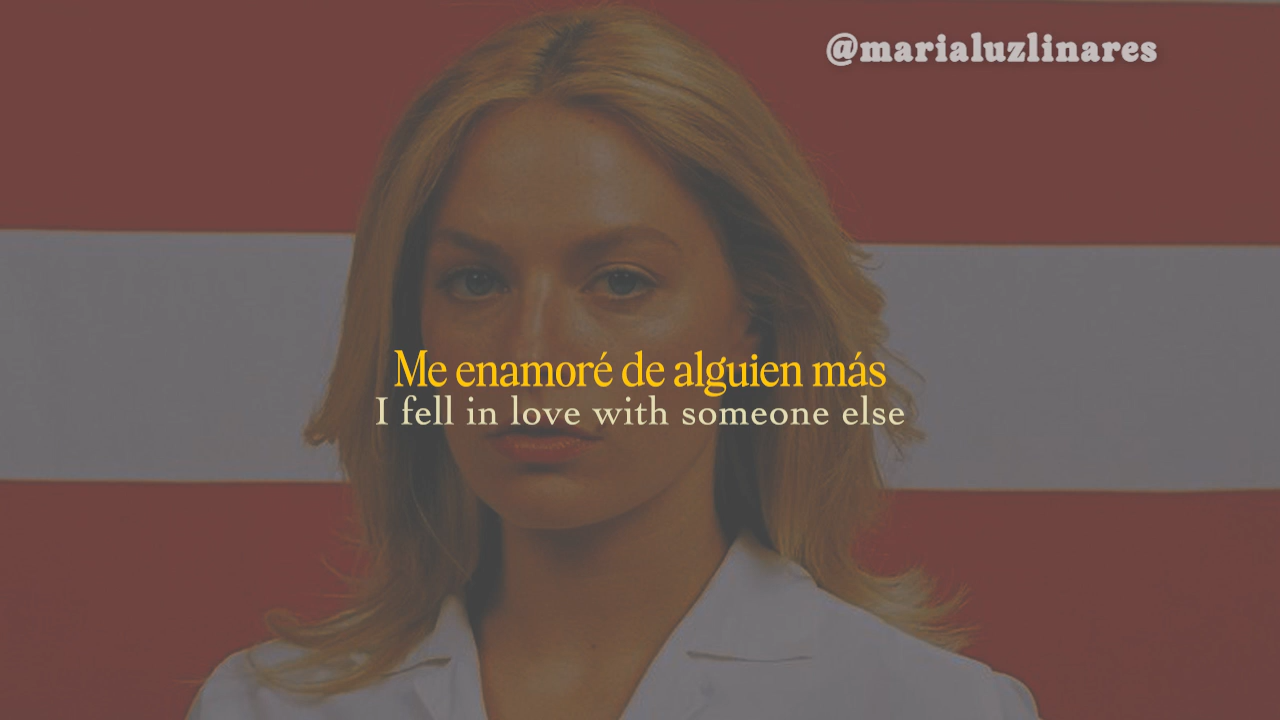 @marialuzlinares
Me enamoré de alguien más
I fell in love with someone else